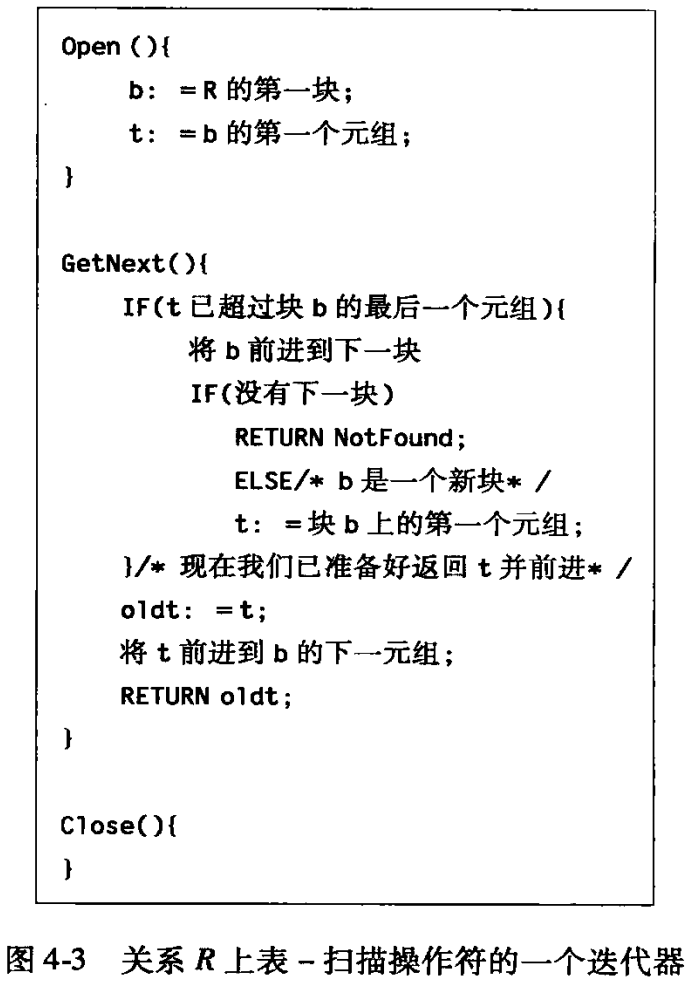 Open(){
b: =R 的第一块;
t: =b 的第一个元组;
}
GetNext(){
IF(t 已超过块 b 的最后一个元组){
将 b 前进到下一块
IF(没有下一块)
RETURN NotFound;
ELSE/* b 是一个新块* /
t: =块 b 上的第一个元组;
}/* 现在我们已准备好返回 t 并前进* /
oldt: =t;
将 t 前进到 b 的下一元组;
RETURN oldt;
}
Close(){
}
图 4-3 关系 R 上表 – 扫描操作符的一个迭代器